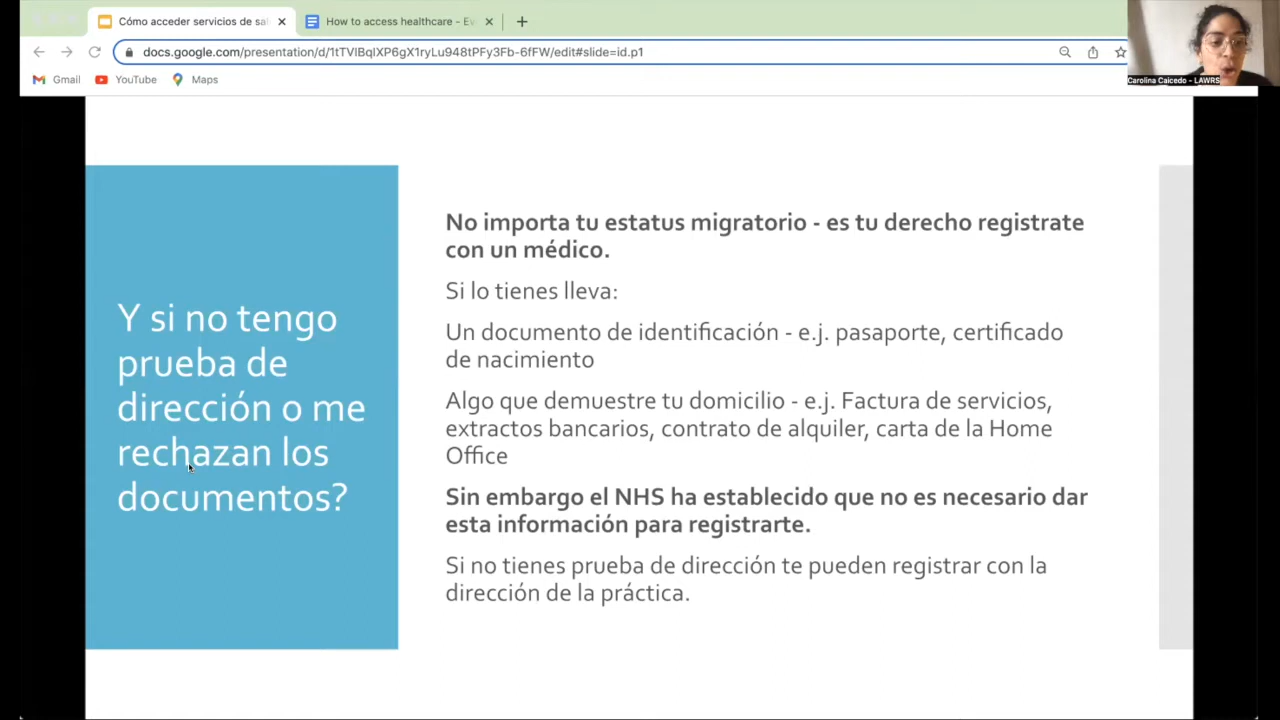 Cómo acceder servicios de sal
How to access healthcare - Ev
docs.google.com/presentation/d/1tTVlBqlXP6gX1ryLu948tPFy3Fb-6fFW/edit#slide=id.p1
Gmail
YouTube
Maps
Carolina Caicedo - LAWRS
Y si no tengo
prueba de
dirección o me
rechazan los
documentos?
No importa tu estatus migratorio - es tu derecho registrate
con un médico.
Si lo tienes lleva:
Un documento de identificación - e.j. pasaporte, certificado
de nacimiento
Algo que demuestre tu domicilio - e.j. Factura de servicios,
extractos bancarios, contrato de alquiler, carta de la Home
Office
Sin embargo el NHS ha establecido que no es necesario dar
esta información para registrarte.
Si no tienes prueba de dirección te pueden registrar con la
dirección de la práctica.